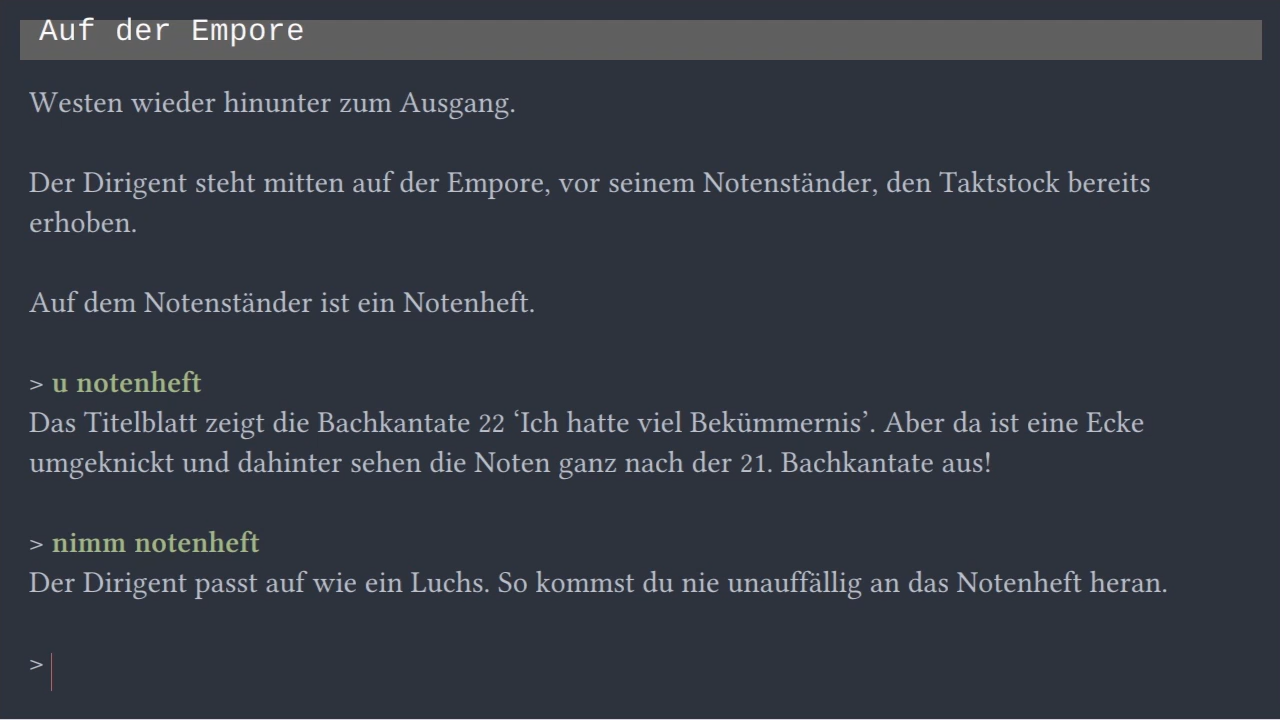 Auf der Empore
Westen wieder hinunter zum Ausgang.
Der Dirigent steht mitten auf der Empore, vor seinem Notenständer, den Taktstock bereits
erhoben.
Auf dem Notenständer ist ein Notenheft.
> u notenheft
Das Titelblatt zeigt die Bachkantate 22 ‘Ich hatte viel Bekümmernis’. Aber da ist eine Ecke
umgeknickt und dahinter sehen die Noten ganz nach der 21. Bachkantate aus!
> nimm notenheft
Der Dirigent passt auf wie ein Luchs. So kommst du nie unauffällig an das Notenheft heran.
>